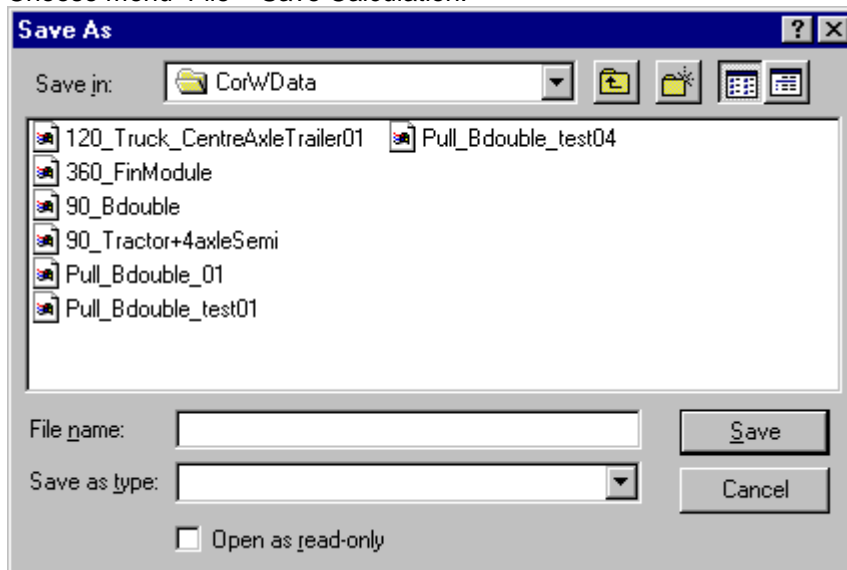 Choose menu 'File – Save Calculation.
Save As
Save in: CorWData
120_Truck_CentreAxleTrailer01 Pull_Bdouble_test04
360_FinModule
90_Bdouble
90_Tractor+4axleSemi
Pull_Bdouble_01
Pull_Bdouble_test01
File name: Save
Save as type: Cancel
Open as read-only